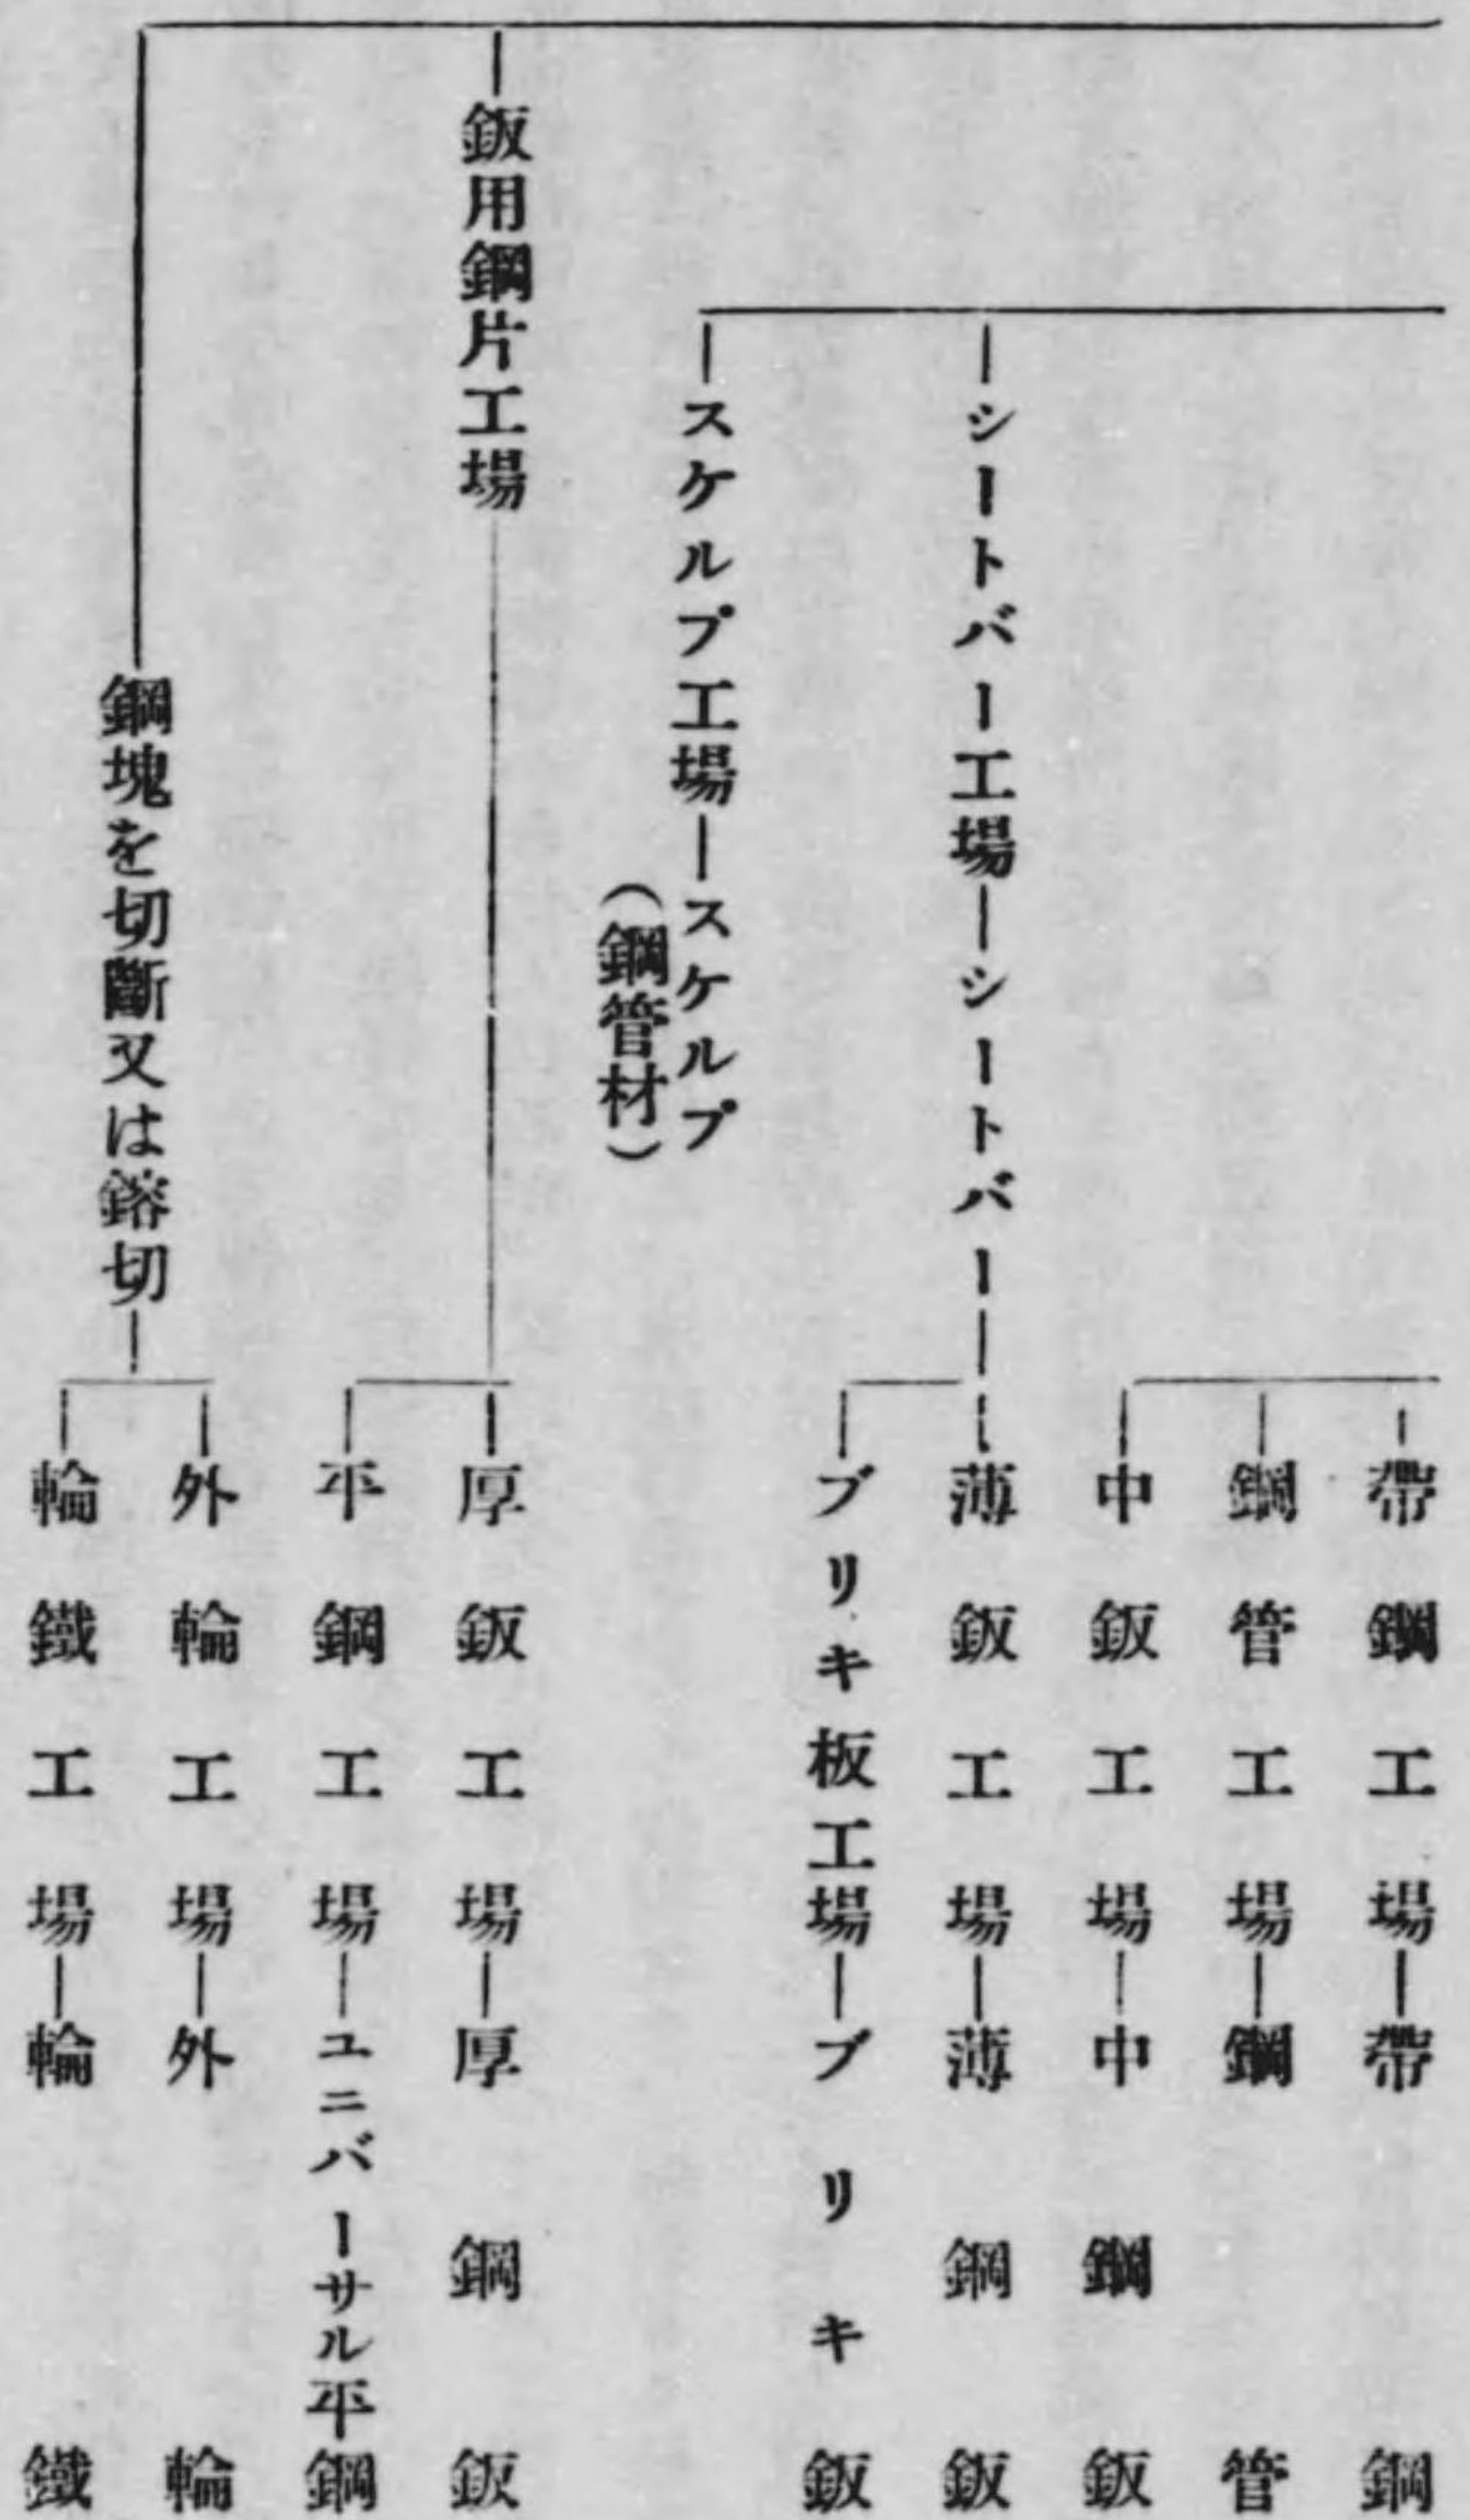 帶鋼工場―帶鋼
鋼管工場―鋼管
中鈑工場―中鋼鈑
シートバー工場―シートバー
薄鈑工場―薄鋼鈑
ブリキ板工場―ブリキ鈑
スケルプ工場―スケルプ
(鋼管材)
鈑用鋼片工場
厚鈑工場―厚鋼鈑
平鋼工場―ユニバーサル平鋼
鋼塊を切斷又は鎔切
外輪工場―外輪
輪鐵工場―輪鐵